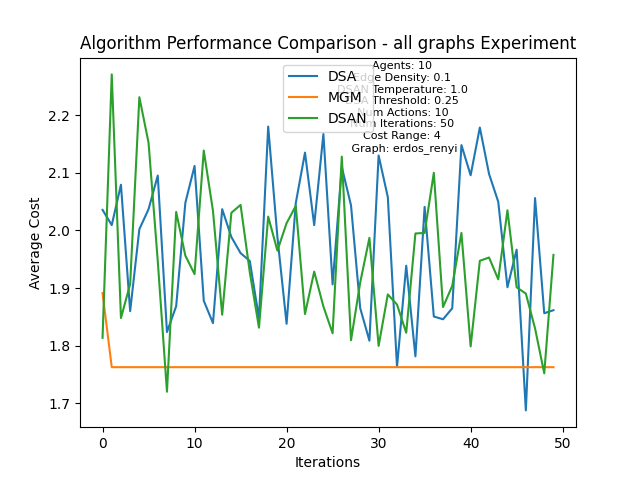 Algorithm Performance Comparison - all graphs Experiment
Agents: 10
Edge Density: 0.1
DSAN Temperature: 1.0
DSA Threshold: 0.25
Num Actions: 10
Num Iterations: 50
Cost Range: 4
Graph: erdos_renyi
DSA
MGM
DSAN
Average Cost
2.2
2.1
2.0
1.9
1.8
1.7
0
10
20
30
40
50
Iterations